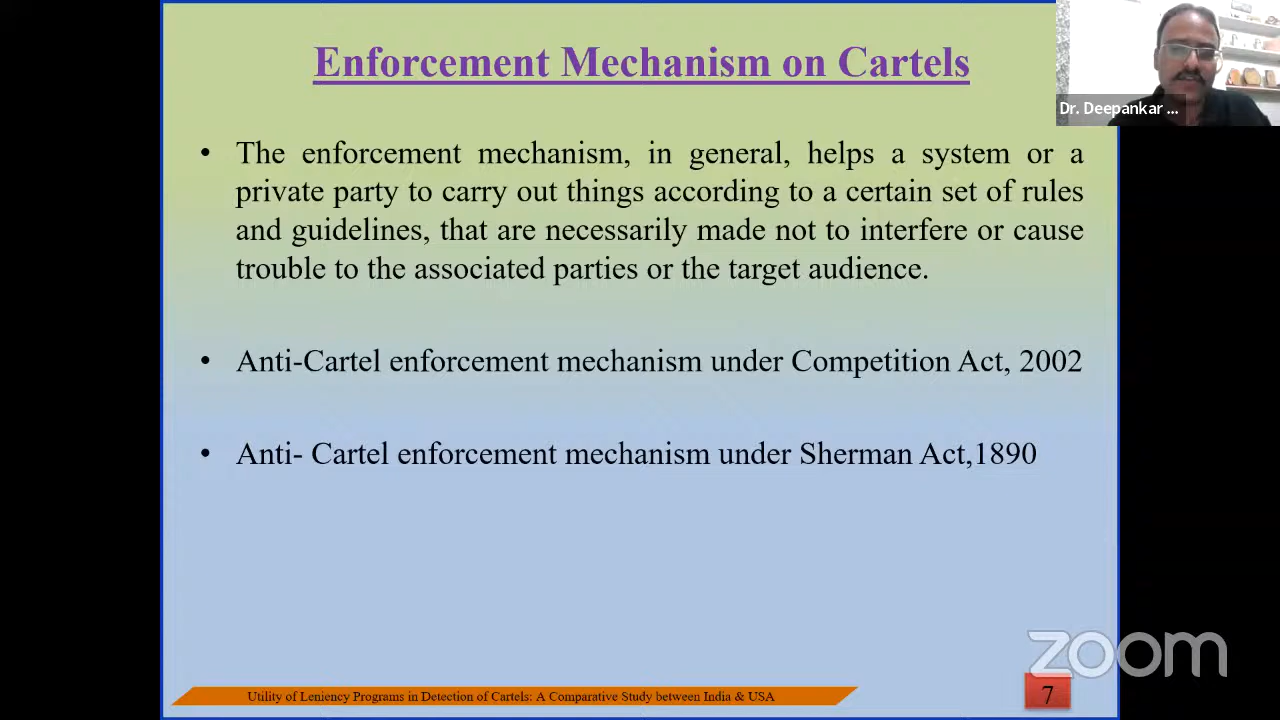 Enforcement Mechanism on Cartels
Dr. Deepankar ...
• The enforcement mechanism, in general, helps a system or a
private party to carry out things according to a certain set of rules
and guidelines, that are necessarily made not to interfere or cause
trouble to the associated parties or the target audience.
• Anti-Cartel enforcement mechanism under Competition Act, 2002
• Anti- Cartel enforcement mechanism under Sherman Act,1890
zoom
Utility of Leniency Programs in Detection of Cartels: A Comparative Study between India & USA
7